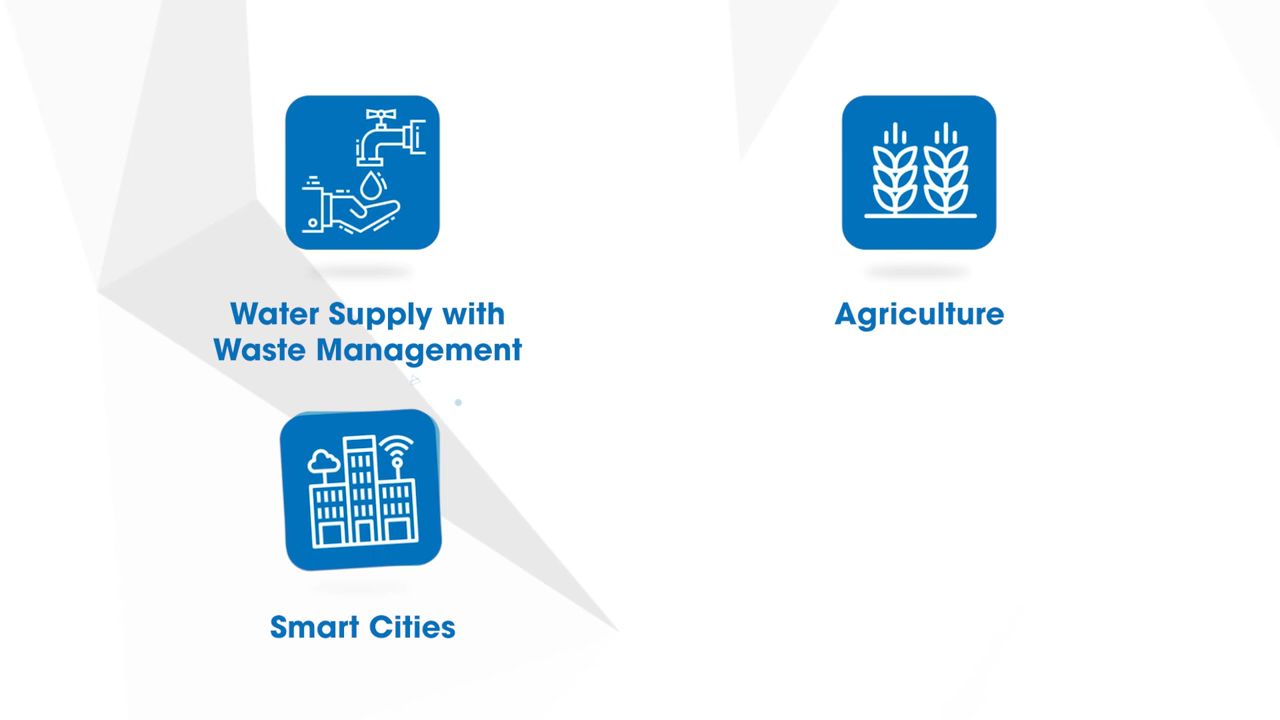 Water Supply with
Waste Management
Agriculture
Smart Cities